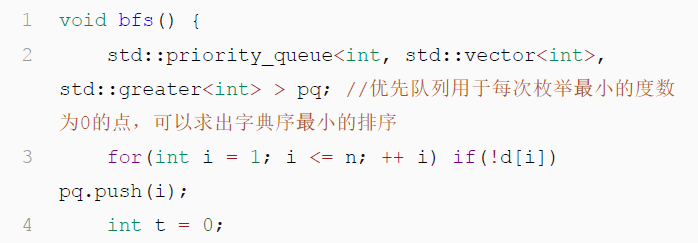 1 void bfs() {
2 std::priority_queue<int, std::vector<int>,
std::greater<int> > pq; //优先队列用于每次枚举最小的度数
为0的点，可以求出字典序最小的排序
3 for(int i = 1; i <= n; ++ i) if(!d[i])
pq.push(i);
4 int t = 0;